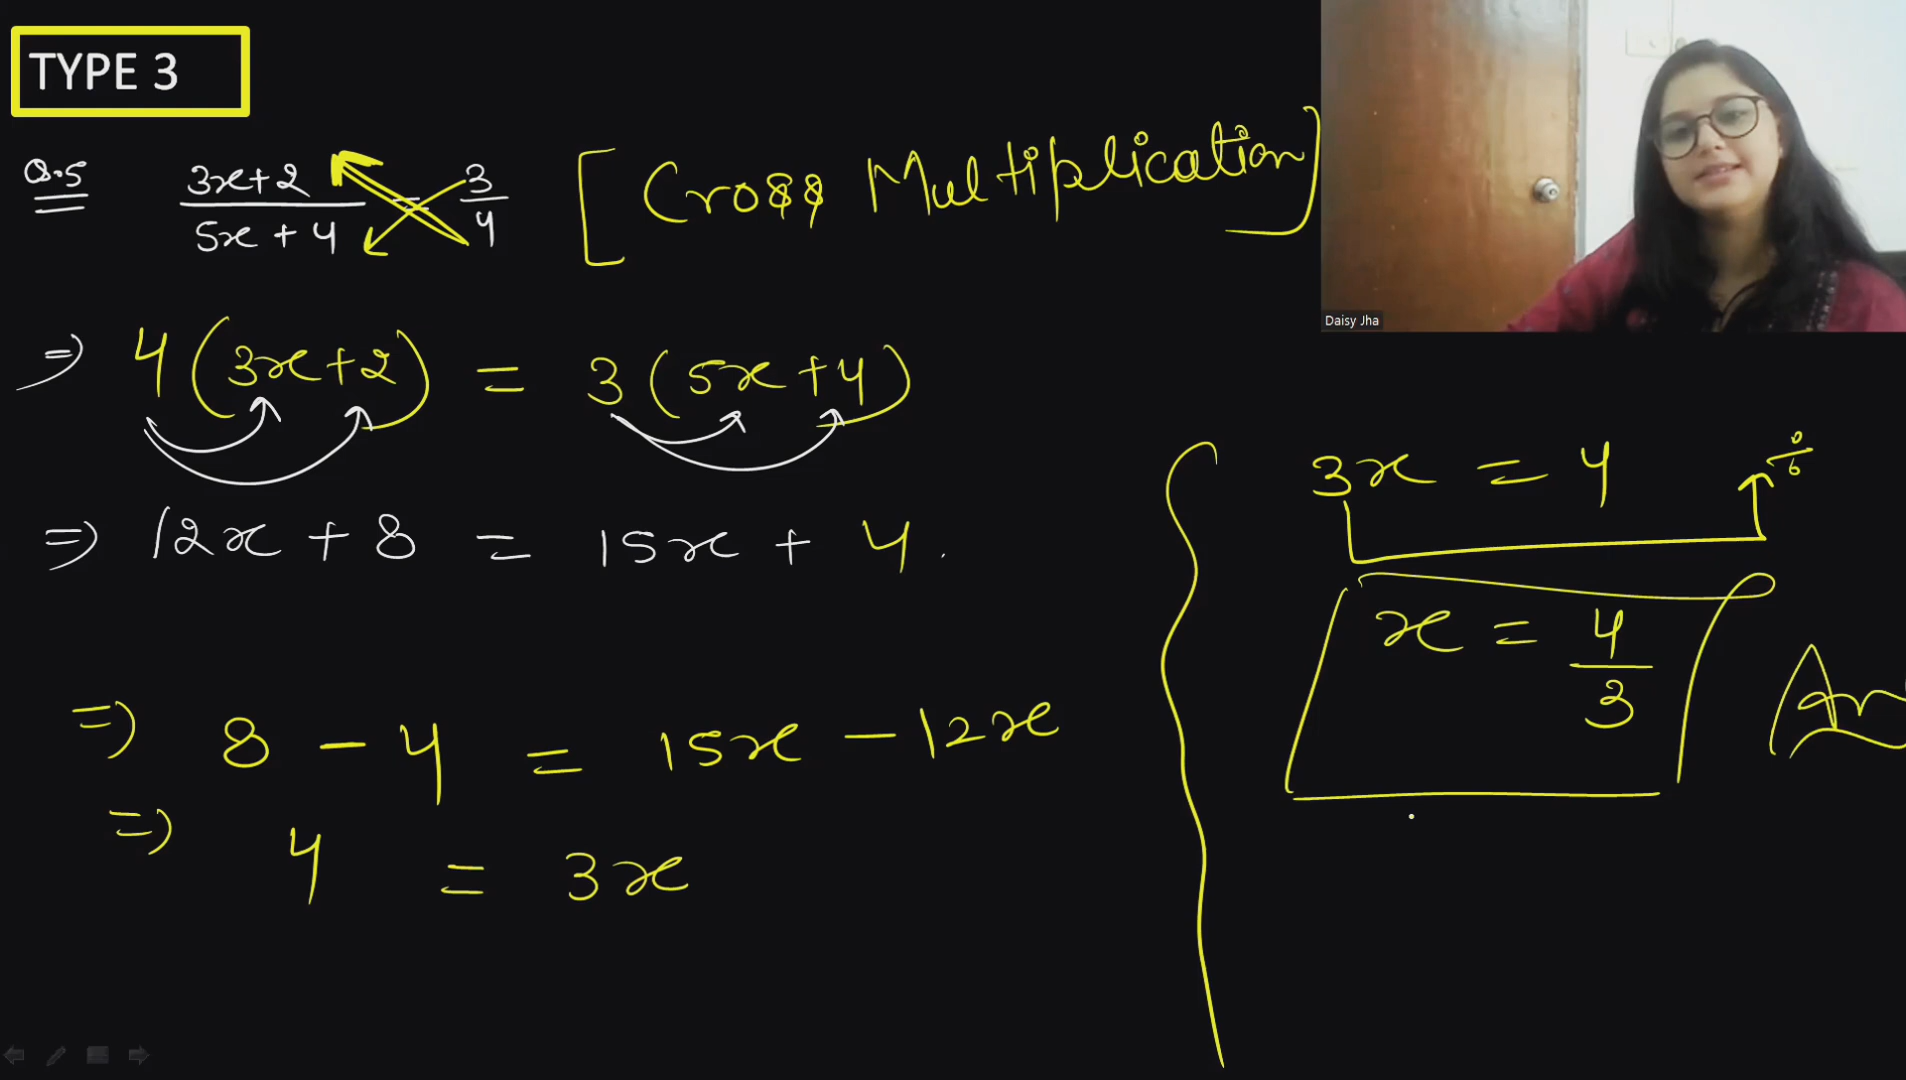 TYPE 3
Q.5 (3x+2)/(5x+4) = 3/4 [Cross Multiplication]
⇒ 4(3x+2) = 3(5x+4)
⇒ 12x + 8 = 15x + 4.
⇒ 8 - 4 = 15x - 12x
⇒ 4 = 3x
3x = 4
x = 4/3
Daisy Jha